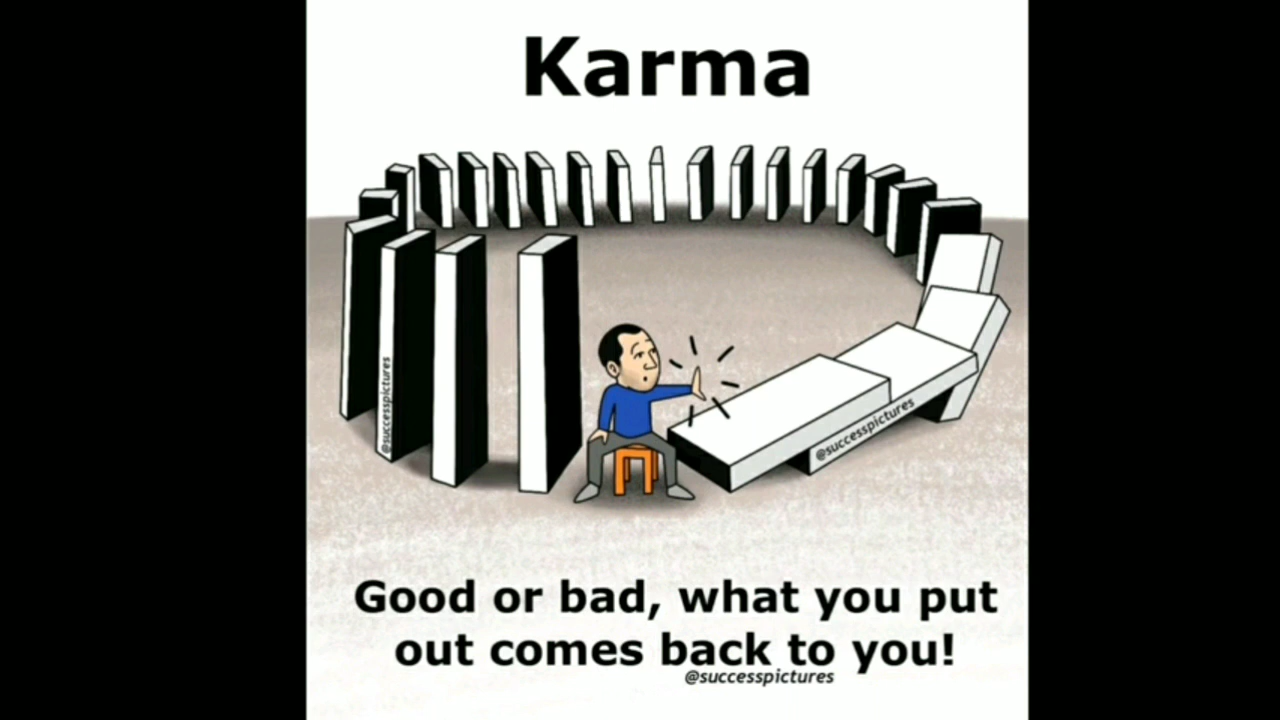 Karma
@successpictures
@successpictures
Good or bad, what you put
out comes back to you!
@successpictures